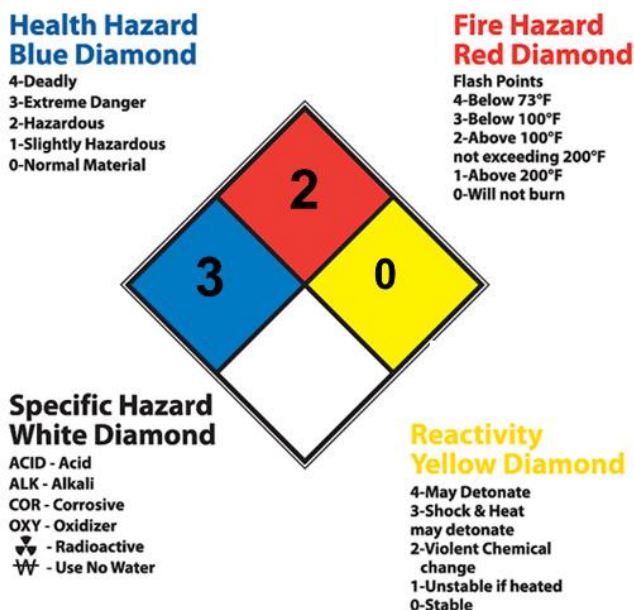 Health Hazard
Blue Diamond
4-Deadly
3-Extreme Danger
2-Hazardous
1-Slightly Hazardous
0-Normal Material
Fire Hazard
Red Diamond
Flash Points
4-Below 73°F
3-Below 100°F
2-Above 100°F
not exceeding 200°F
1-Above 200°F
0-Will not burn
2
3
0
Specific Hazard
White Diamond
ACID - Acid
ALK - Alkali
COR - Corrosive
OXY - Oxidizer
- Radioactive
W - Use No Water
Reactivity
Yellow Diamond
4-May Detonate
3-Shock & Heat
may detonate
2-Violent Chemical
change
1-Unstable if heated
0-Stable